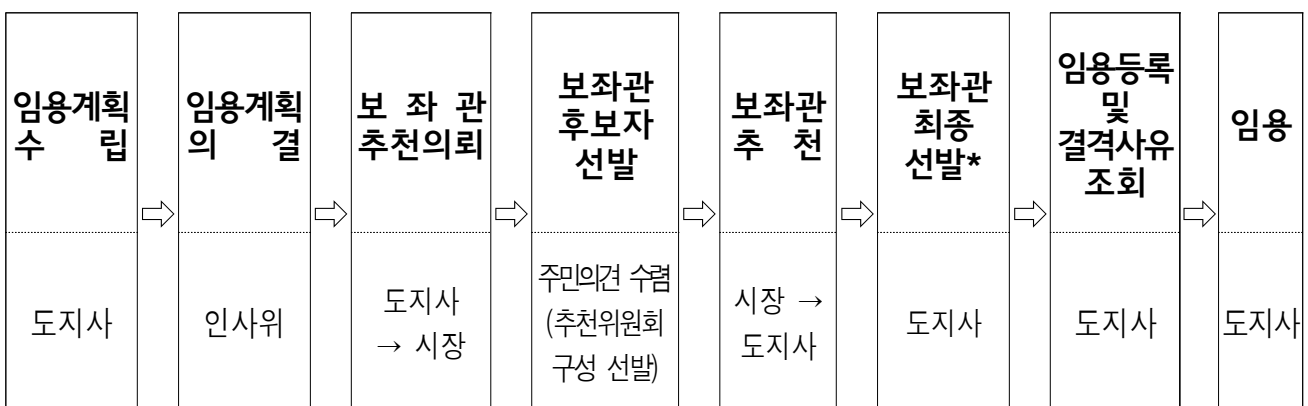 임용계획
수 립
도지사
⇨
임용계획
의 결
인사위
⇨
보 좌 관
추천의뢰
도지사
→ 시장
⇨
보좌관
후보자
선발
주민의견 수렴
(추천위원회
구성 선발)
⇨
보좌관
추 천
시장 →
도지사
⇨
보좌관
최종
선발*
도지사
⇨
임용등록
및
결격사유
조회
도지사
⇨
임용
도지사